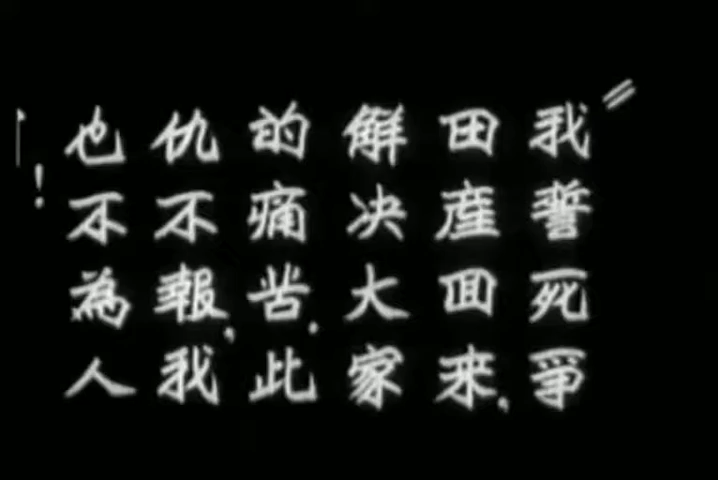 "我誓死爭
田產回來,
解决大家
的痛苦.此
仇不報,我
也不為人
!